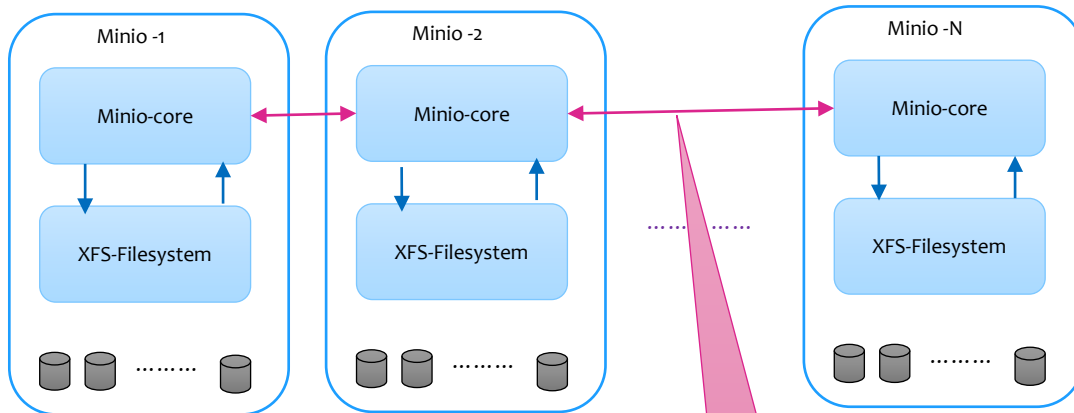 Minio -1
Minio-core
XFS-Filesystem
………
Minio -2
Minio-core
XFS-Filesystem
………
…… ……
Minio -N
Minio-core
XFS-Filesystem
………